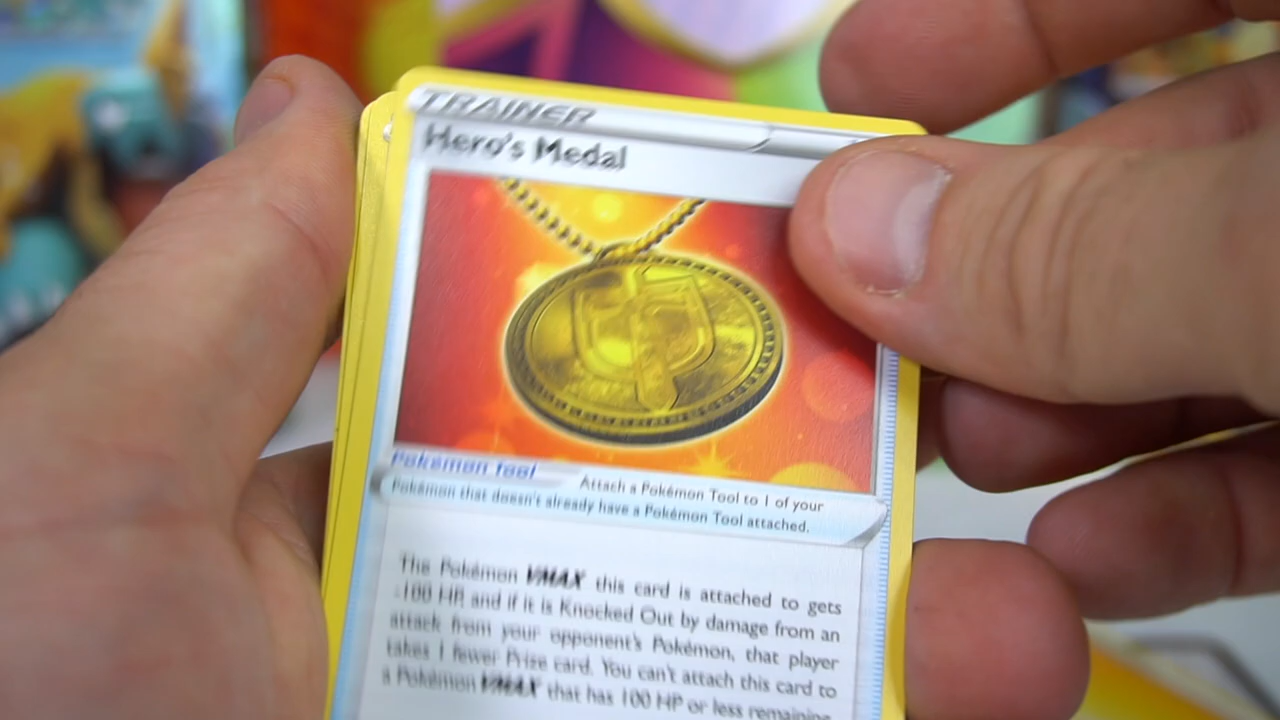 TRAINER
Hero's Medal
Pokémon Tool
Attach a Pokémon Tool to 1 of your
Pokémon that doesn't already have a Pokémon Tool attached.
The Pokémon VMAX this card is attached to gets
-100 HP, and if it is Knocked Out by damage from an
attack from your opponent's Pokémon, that player
takes 1 fewer Prize card. You can't attach this card to
a Pokémon VMAX that has 100 HP or less remaining